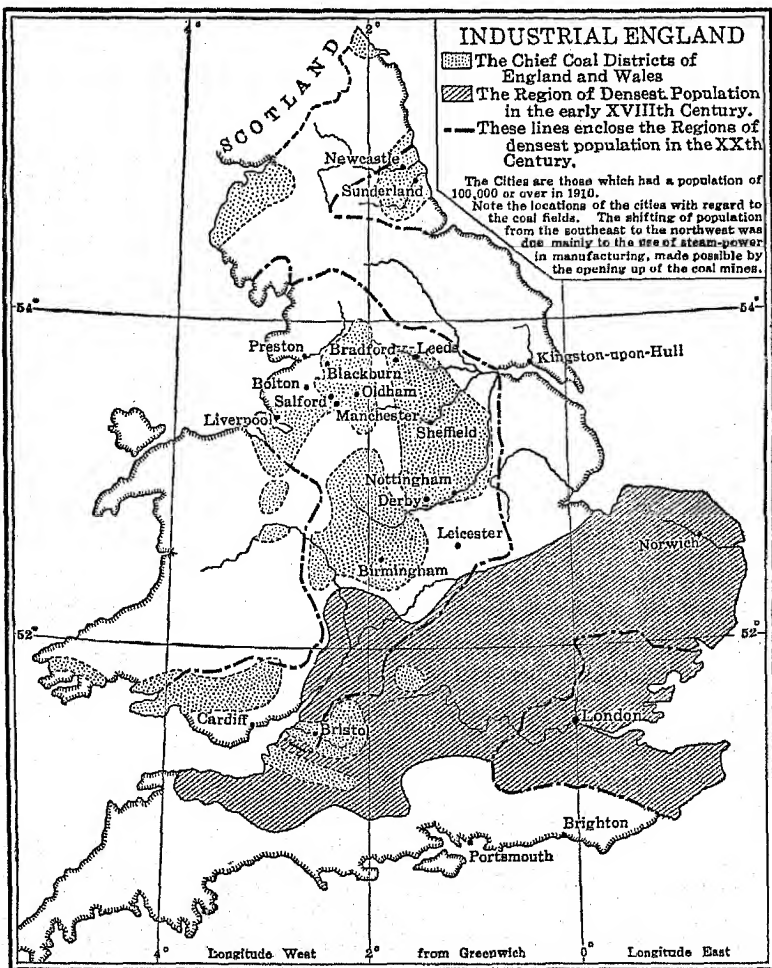 4°
2°
INDUSTRIAL ENGLAND
The Chief Coal Districts of
England and Wales
The Region of Densest Population
in the early XVIIIth Century.
These lines enclose the Regions of
densest population in the XXth
Century.
The Cities are those which had a population of
100,000 or over in 1910.
Note the locations of the cities with regard to
the coal fields. The shifting of population
from the southeast to the northwest was
due mainly to the use of steam-power
in manufacturing, made possible by
the opening up of the coal mines.
SCOTLAND
Newcastle
Sunderland
54°
54°
Preston
Bradford
Leeds
Kingston-upon-Hull
Blackburn
Bolton
Oldham
Salford
Manchester
Liverpool
Sheffield
Nottingham
Derby
Leicester
Norwich
Birmingham
52°
52°
Cardiff
Bristo
London
Brighton
Portsmouth
4°
Longitude West
2°
from Greenwich
0°
Longitude East